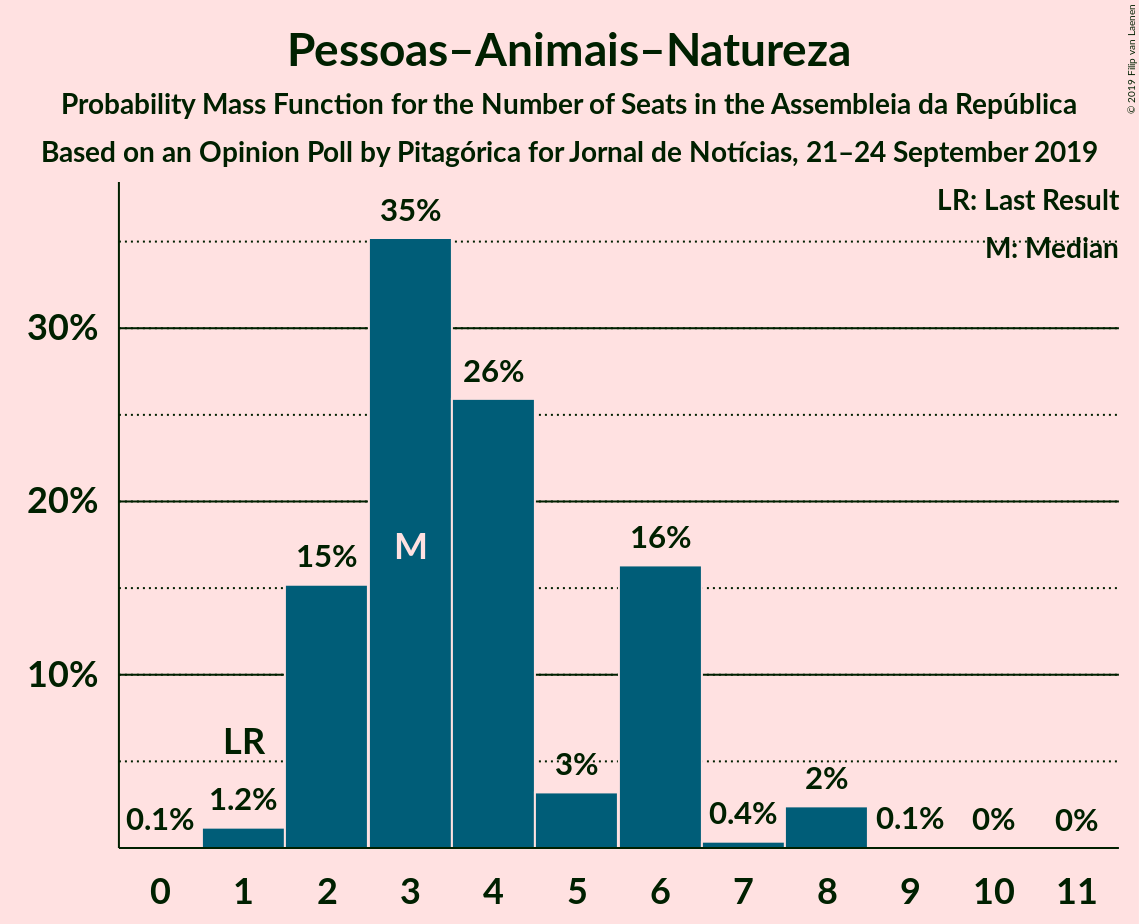 Pessoas–Animais–Natureza
Probability Mass Function for the Number of Seats in the Assembleia da República
Based on an Opinion Poll by Pitagórica for Jornal de Notícias, 21–24 September 2019
© 2019 Filip van Laenen
LR: Last Result
M: Median
35%
30%
26%
20%
16%
15%
M
10%
LR
3%
2%
1.2%
0.1%
0.4%
0.1%
0%
0%
0 1 2 3 4 5 6 7 8 9 10 11